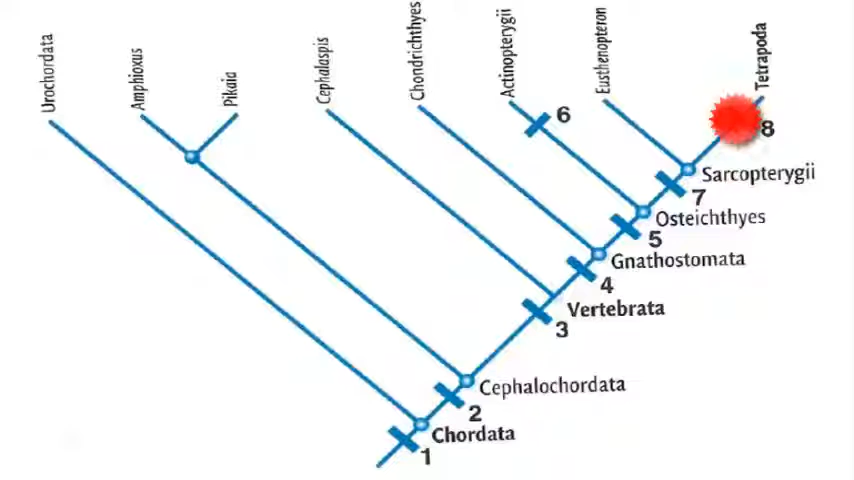 Urochordata
Amphioxus
Pikaia
Cephalaspis
Chondrichthyes
Actinopterygii
Eusthenopteron
Tetrapoda
6
8
Sarcopterygii
7
Osteichthyes
5
Gnathostomata
4
Vertebrata
3
Cephalochordata
2
Chordata
1